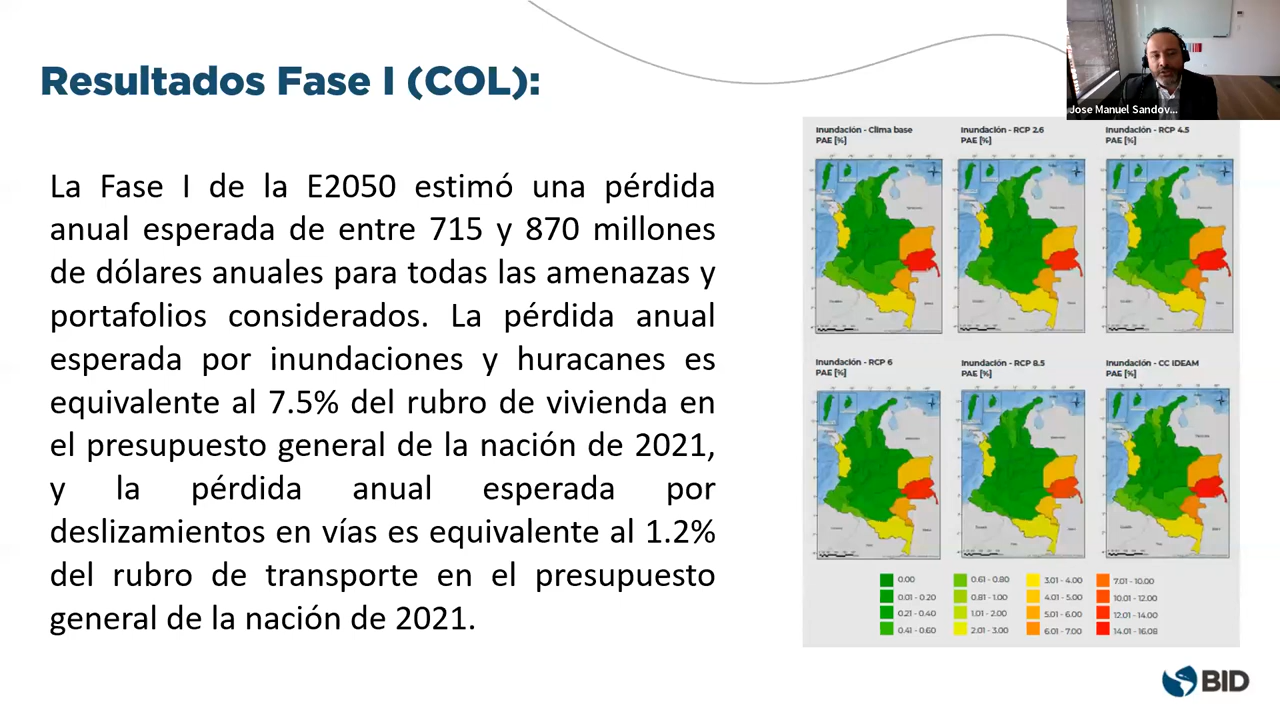 Resultados Fase I (COL):
La Fase I de la E2050 estimó una pérdida
anual esperada de entre 715 y 870 millones
de dólares anuales para todas las amenazas y
portafolios considerados. La pérdida anual
esperada por inundaciones y huracanes es
equivalente al 7.5% del rubro de vivienda en
el presupuesto general de la nación de 2021,
y la pérdida anual esperada por
deslizamientos en vías es equivalente al 1.2%
del rubro de transporte en el presupuesto
general de la nación de 2021.
Jose Manuel Sandov...
Inundación - Clima base
PAE [%]
Inundación - RCP 2.6
PAE [%]
Inundación - RCP 4.5
PAE [%]
Inundación - RCP 6
PAE [%]
Inundación - RCP 8.5
PAE [%]
Inundación - CC IDEAM
PAE [%]
0.00
0.01 - 0.20
0.21 - 0.40
0.41 - 0.60
0.61 - 0.80
0.81 - 1.00
1.01 - 2.00
2.01 - 3.00
3.01 - 4.00
4.01 - 5.00
5.01 - 6.00
6.01 - 7.00
7.01 - 10.00
10.01 - 12.00
12.01 - 14.00
14.01 - 16.08
BID